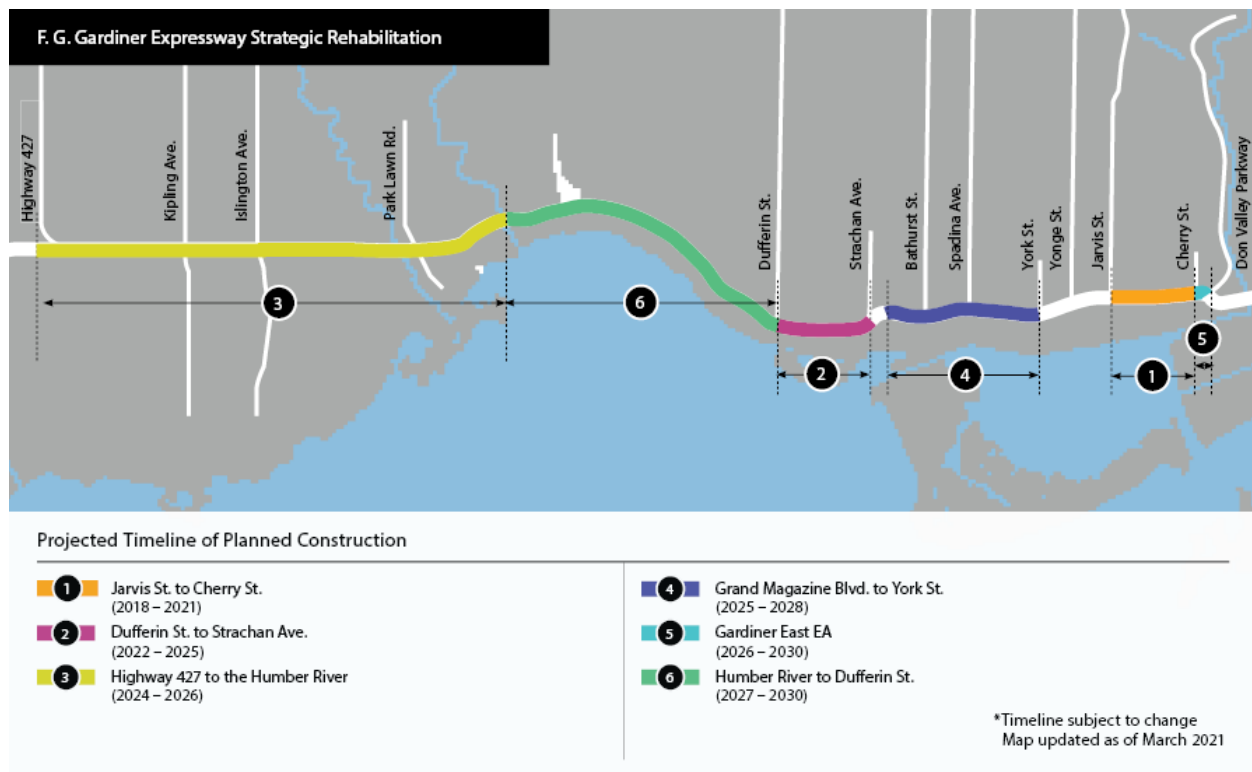 F. G. Gardiner Expressway Strategic Rehabilitation
Highway 427
Kipling Ave.
Islington Ave.
Park Lawn Rd.
Dufferin St.
Strachan Ave.
Bathurst St.
Spadina Ave.
York St.
Yonge St.
Jarvis St.
Cherry St.
Don Valley Parkway
3
6
2
4
1
5
Projected Timeline of Planned Construction
1 Jarvis St. to Cherry St.
(2018 – 2021)
2 Dufferin St. to Strachan Ave.
(2022 – 2025)
3 Highway 427 to the Humber River
(2024 – 2026)
4 Grand Magazine Blvd. to York St.
(2025 – 2028)
5 Gardiner East EA
(2026 – 2030)
6 Humber River to Dufferin St.
(2027 – 2030)
*Timeline subject to change
Map updated as of March 2021